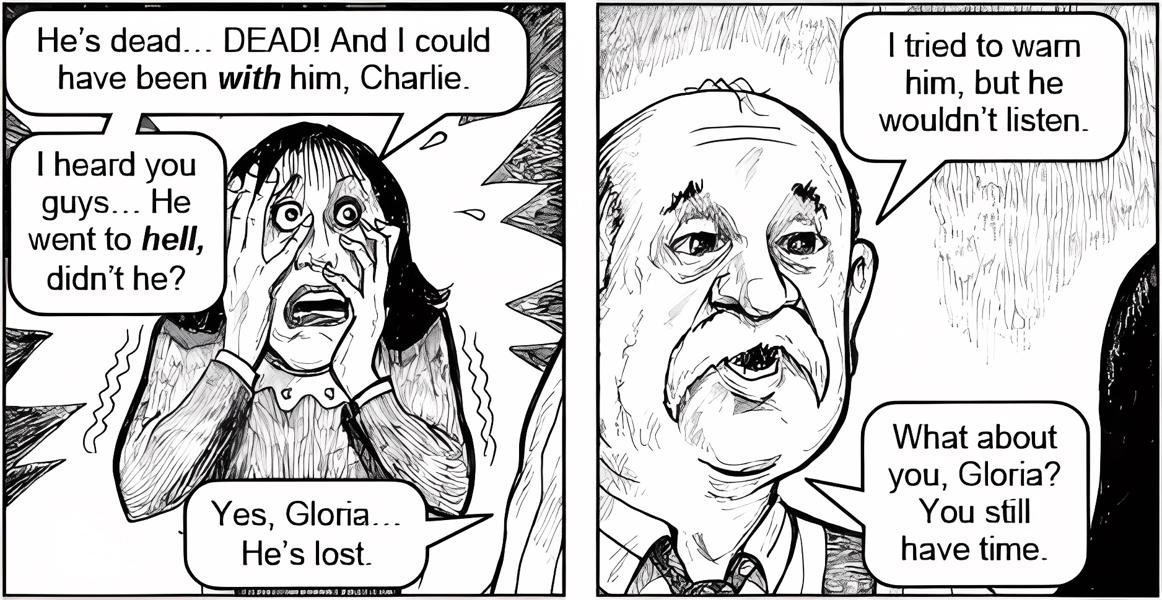 He's dead... DEAD! And I could
have been with him, Charlie.
I heard you
guys... He
went to hell,
didn't he?
Yes, Gloria...
He's lost.
I tried to warn
him, but he
wouldn't listen.
What about
you, Gloria?
You still
have time.